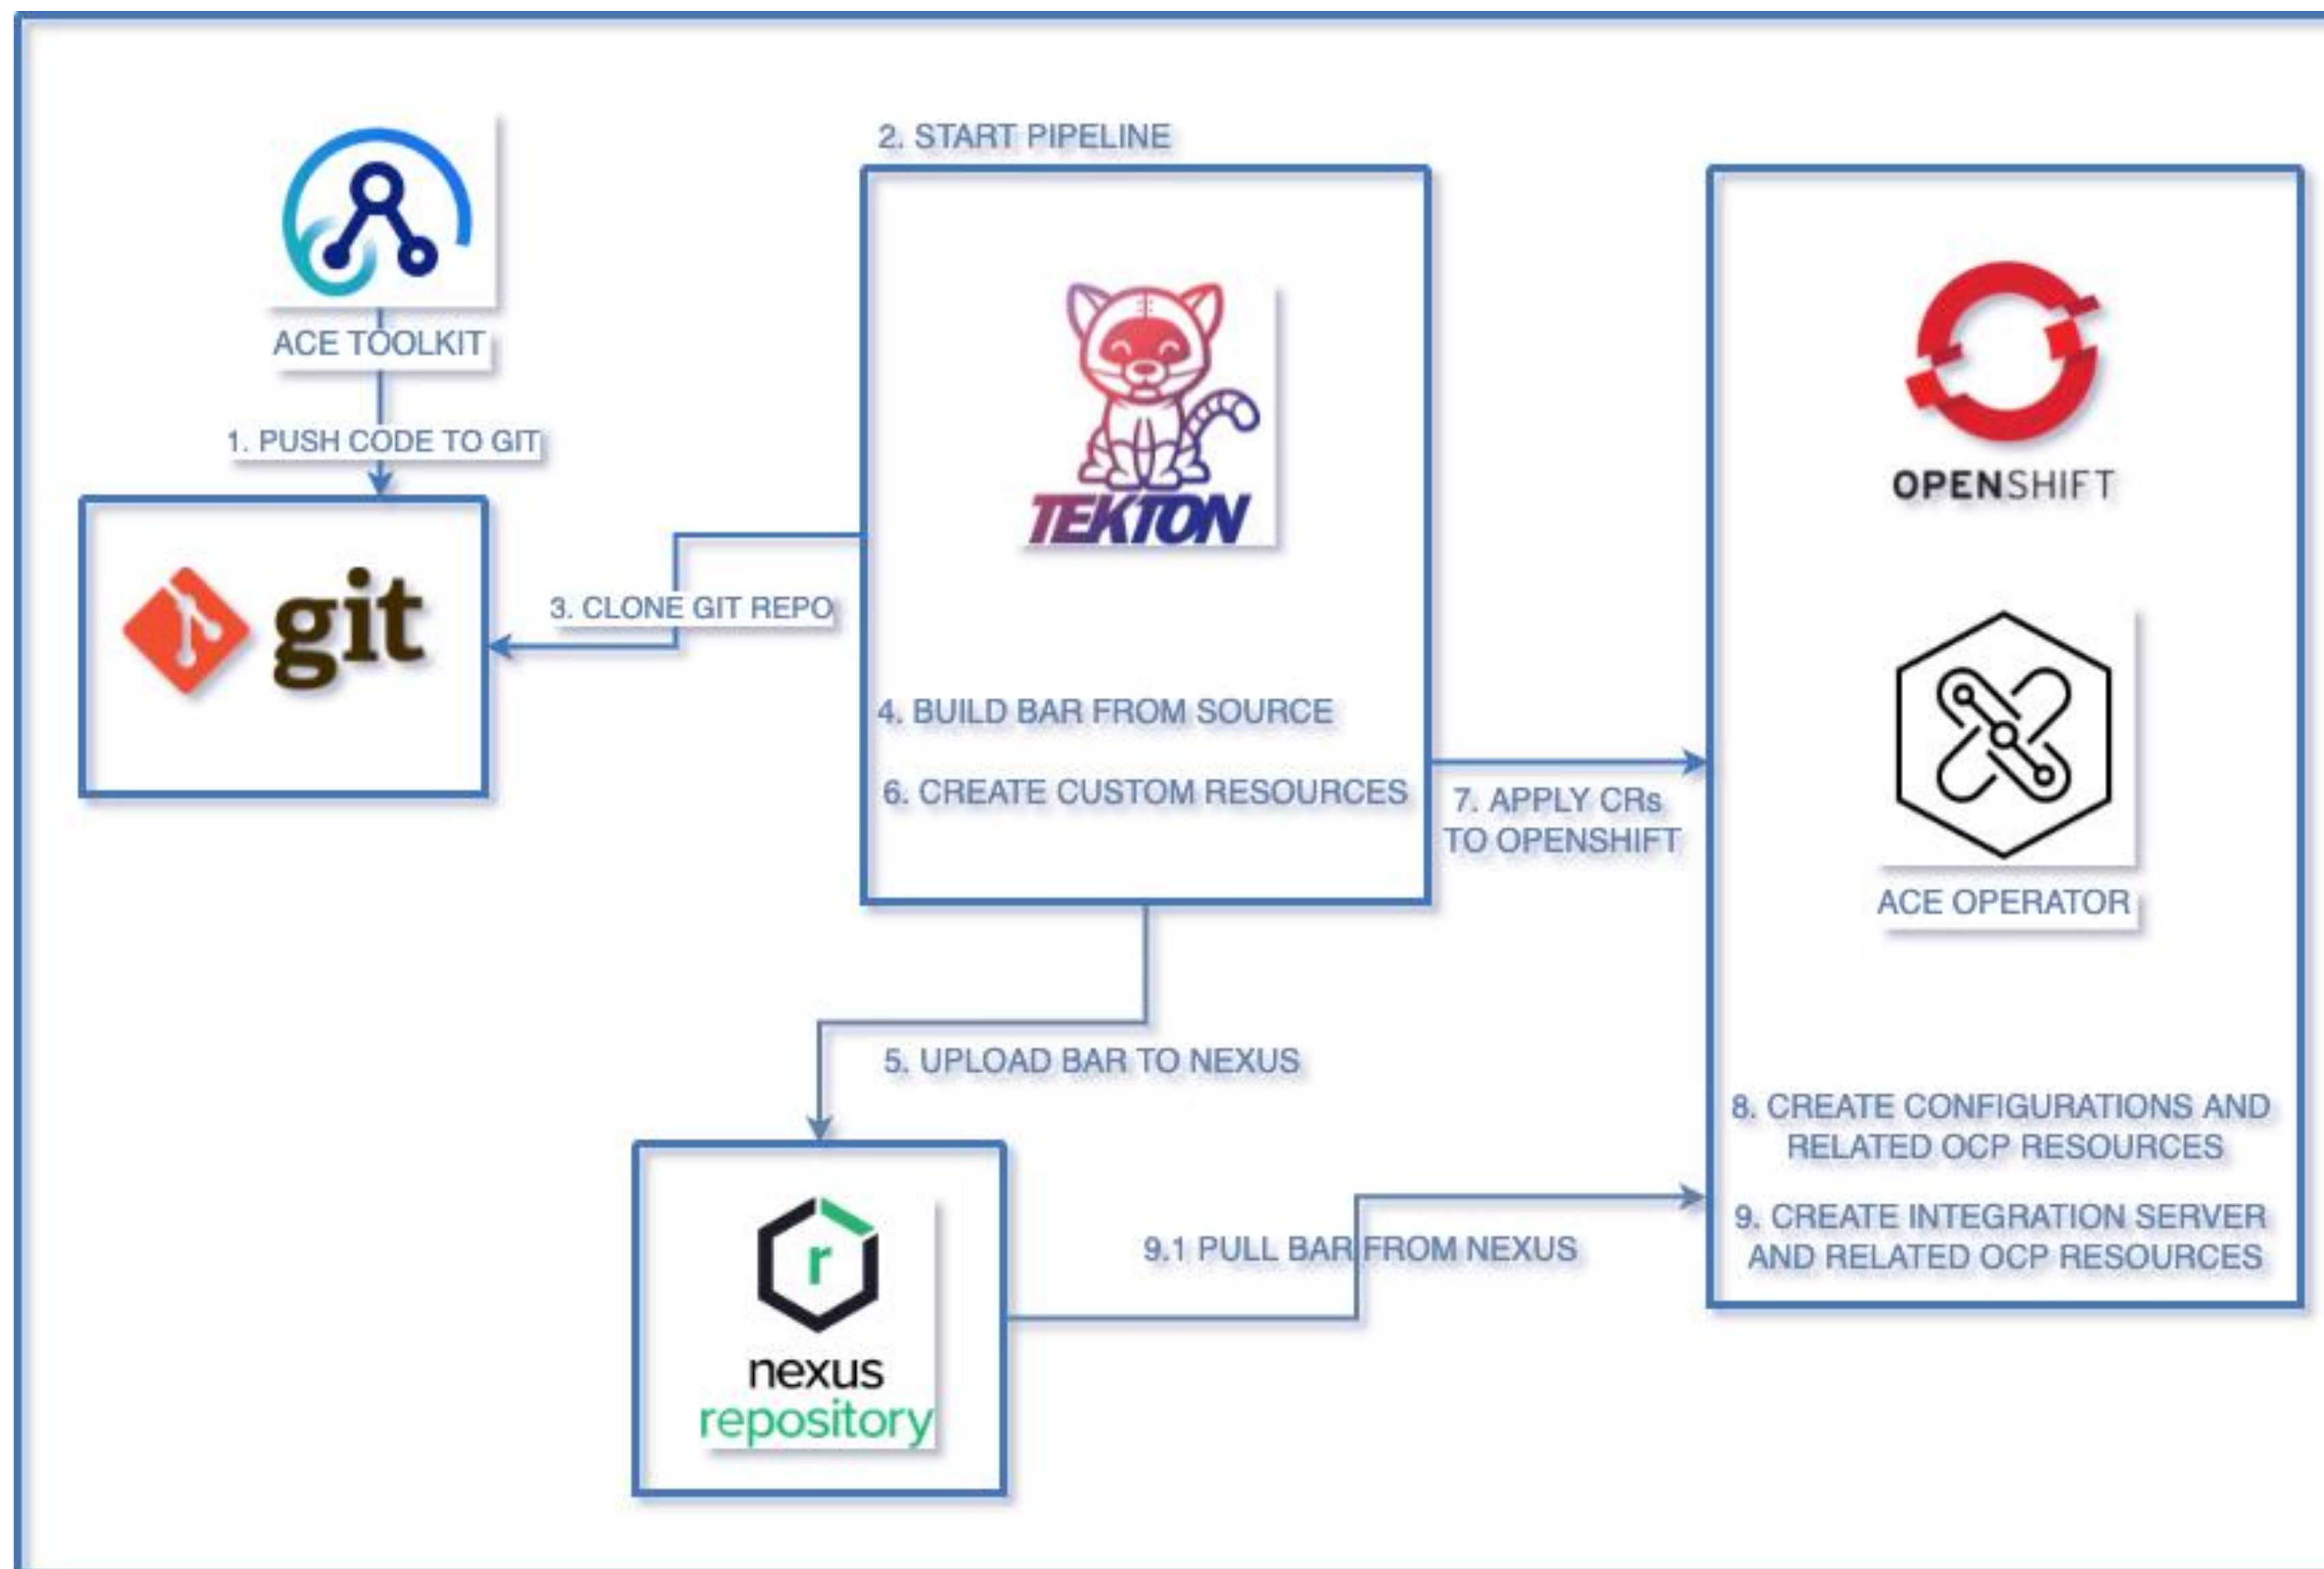 2. START PIPELINE
ACE TOOLKIT
1. PUSH CODE TO GIT
git
TEKTON
3. CLONE GIT REPO
4. BUILD BAR FROM SOURCE
6. CREATE CUSTOM RESOURCES
7. APPLY CRs
TO OPENSHIFT
OPENSHIFT
ACE OPERATOR
5. UPLOAD BAR TO NEXUS
r
nexus
repository
9.1 PULL BAR FROM NEXUS
8. CREATE CONFIGURATIONS AND
RELATED OCP RESOURCES
9. CREATE INTEGRATION SERVER
AND RELATED OCP RESOURCES